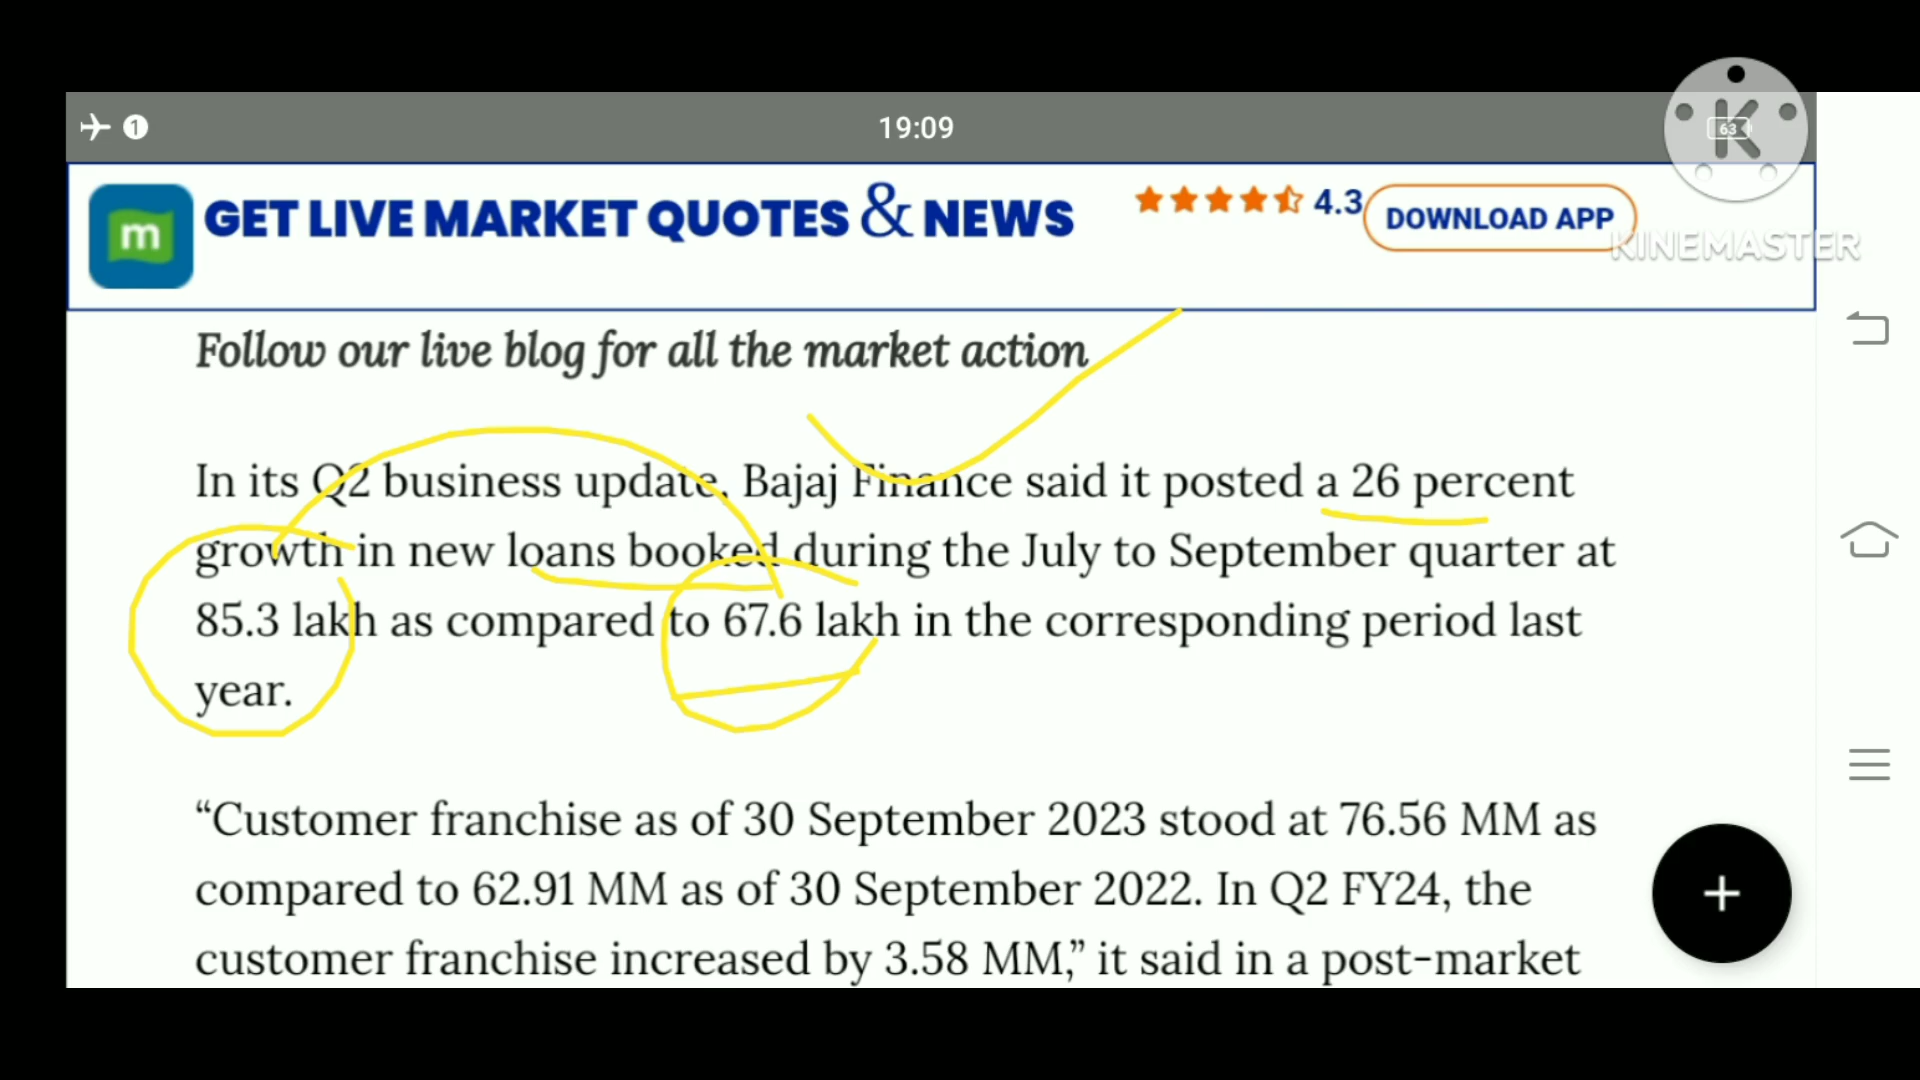 1
19:09
63
K
m
GET LIVE MARKET QUOTES & NEWS
4.3
DOWNLOAD APP
KINEMASTER
Follow our live blog for all the market action
In its Q2 business update, Bajaj Finance said it posted a 26 percent
growth in new loans booked during the July to September quarter at
85.3 lakh as compared to 67.6 lakh in the corresponding period last
year.
“Customer franchise as of 30 September 2023 stood at 76.56 MM as
compared to 62.91 MM as of 30 September 2022. In Q2 FY24, the
customer franchise increased by 3.58 MM,” it said in a post-market